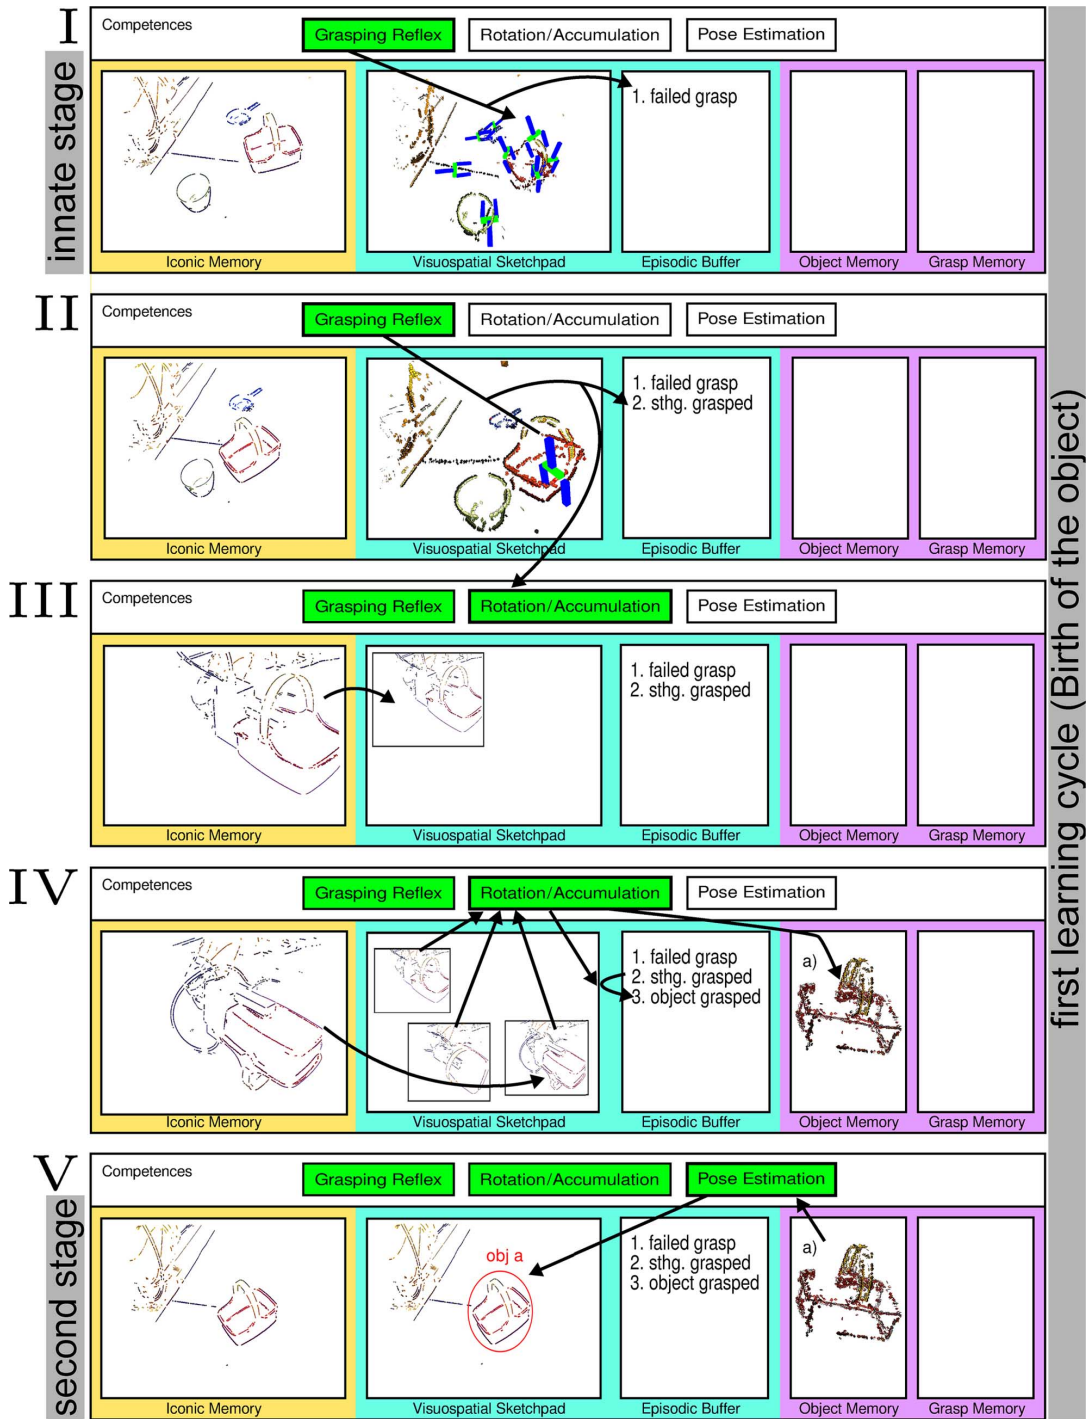 I
innate stage
Competences
Grasping Reflex
Rotation/Accumulation
Pose Estimation
1. failed grasp
Iconic Memory
Visuospatial Sketchpad
Episodic Buffer
Object Memory
Grasp Memory
II
Competences
Grasping Reflex
Rotation/Accumulation
Pose Estimation
1. failed grasp
2. sthg. grasped
Iconic Memory
Visuospatial Sketchpad
Episodic Buffer
Object Memory
Grasp Memory
III
Competences
Grasping Reflex
Rotation/Accumulation
Pose Estimation
1. failed grasp
2. sthg. grasped
Iconic Memory
Visuospatial Sketchpad
Episodic Buffer
Object Memory
Grasp Memory
IV
Competences
Grasping Reflex
Rotation/Accumulation
Pose Estimation
1. failed grasp
2. sthg. grasped
3. object grasped
a)
Iconic Memory
Visuospatial Sketchpad
Episodic Buffer
Object Memory
Grasp Memory
V
second stage
Competences
Grasping Reflex
Rotation/Accumulation
Pose Estimation
obj a
1. failed grasp
2. sthg. grasped
3. object grasped
a)
Iconic Memory
Visuospatial Sketchpad
Episodic Buffer
Object Memory
Grasp Memory
first learning cycle (Birth of the object)